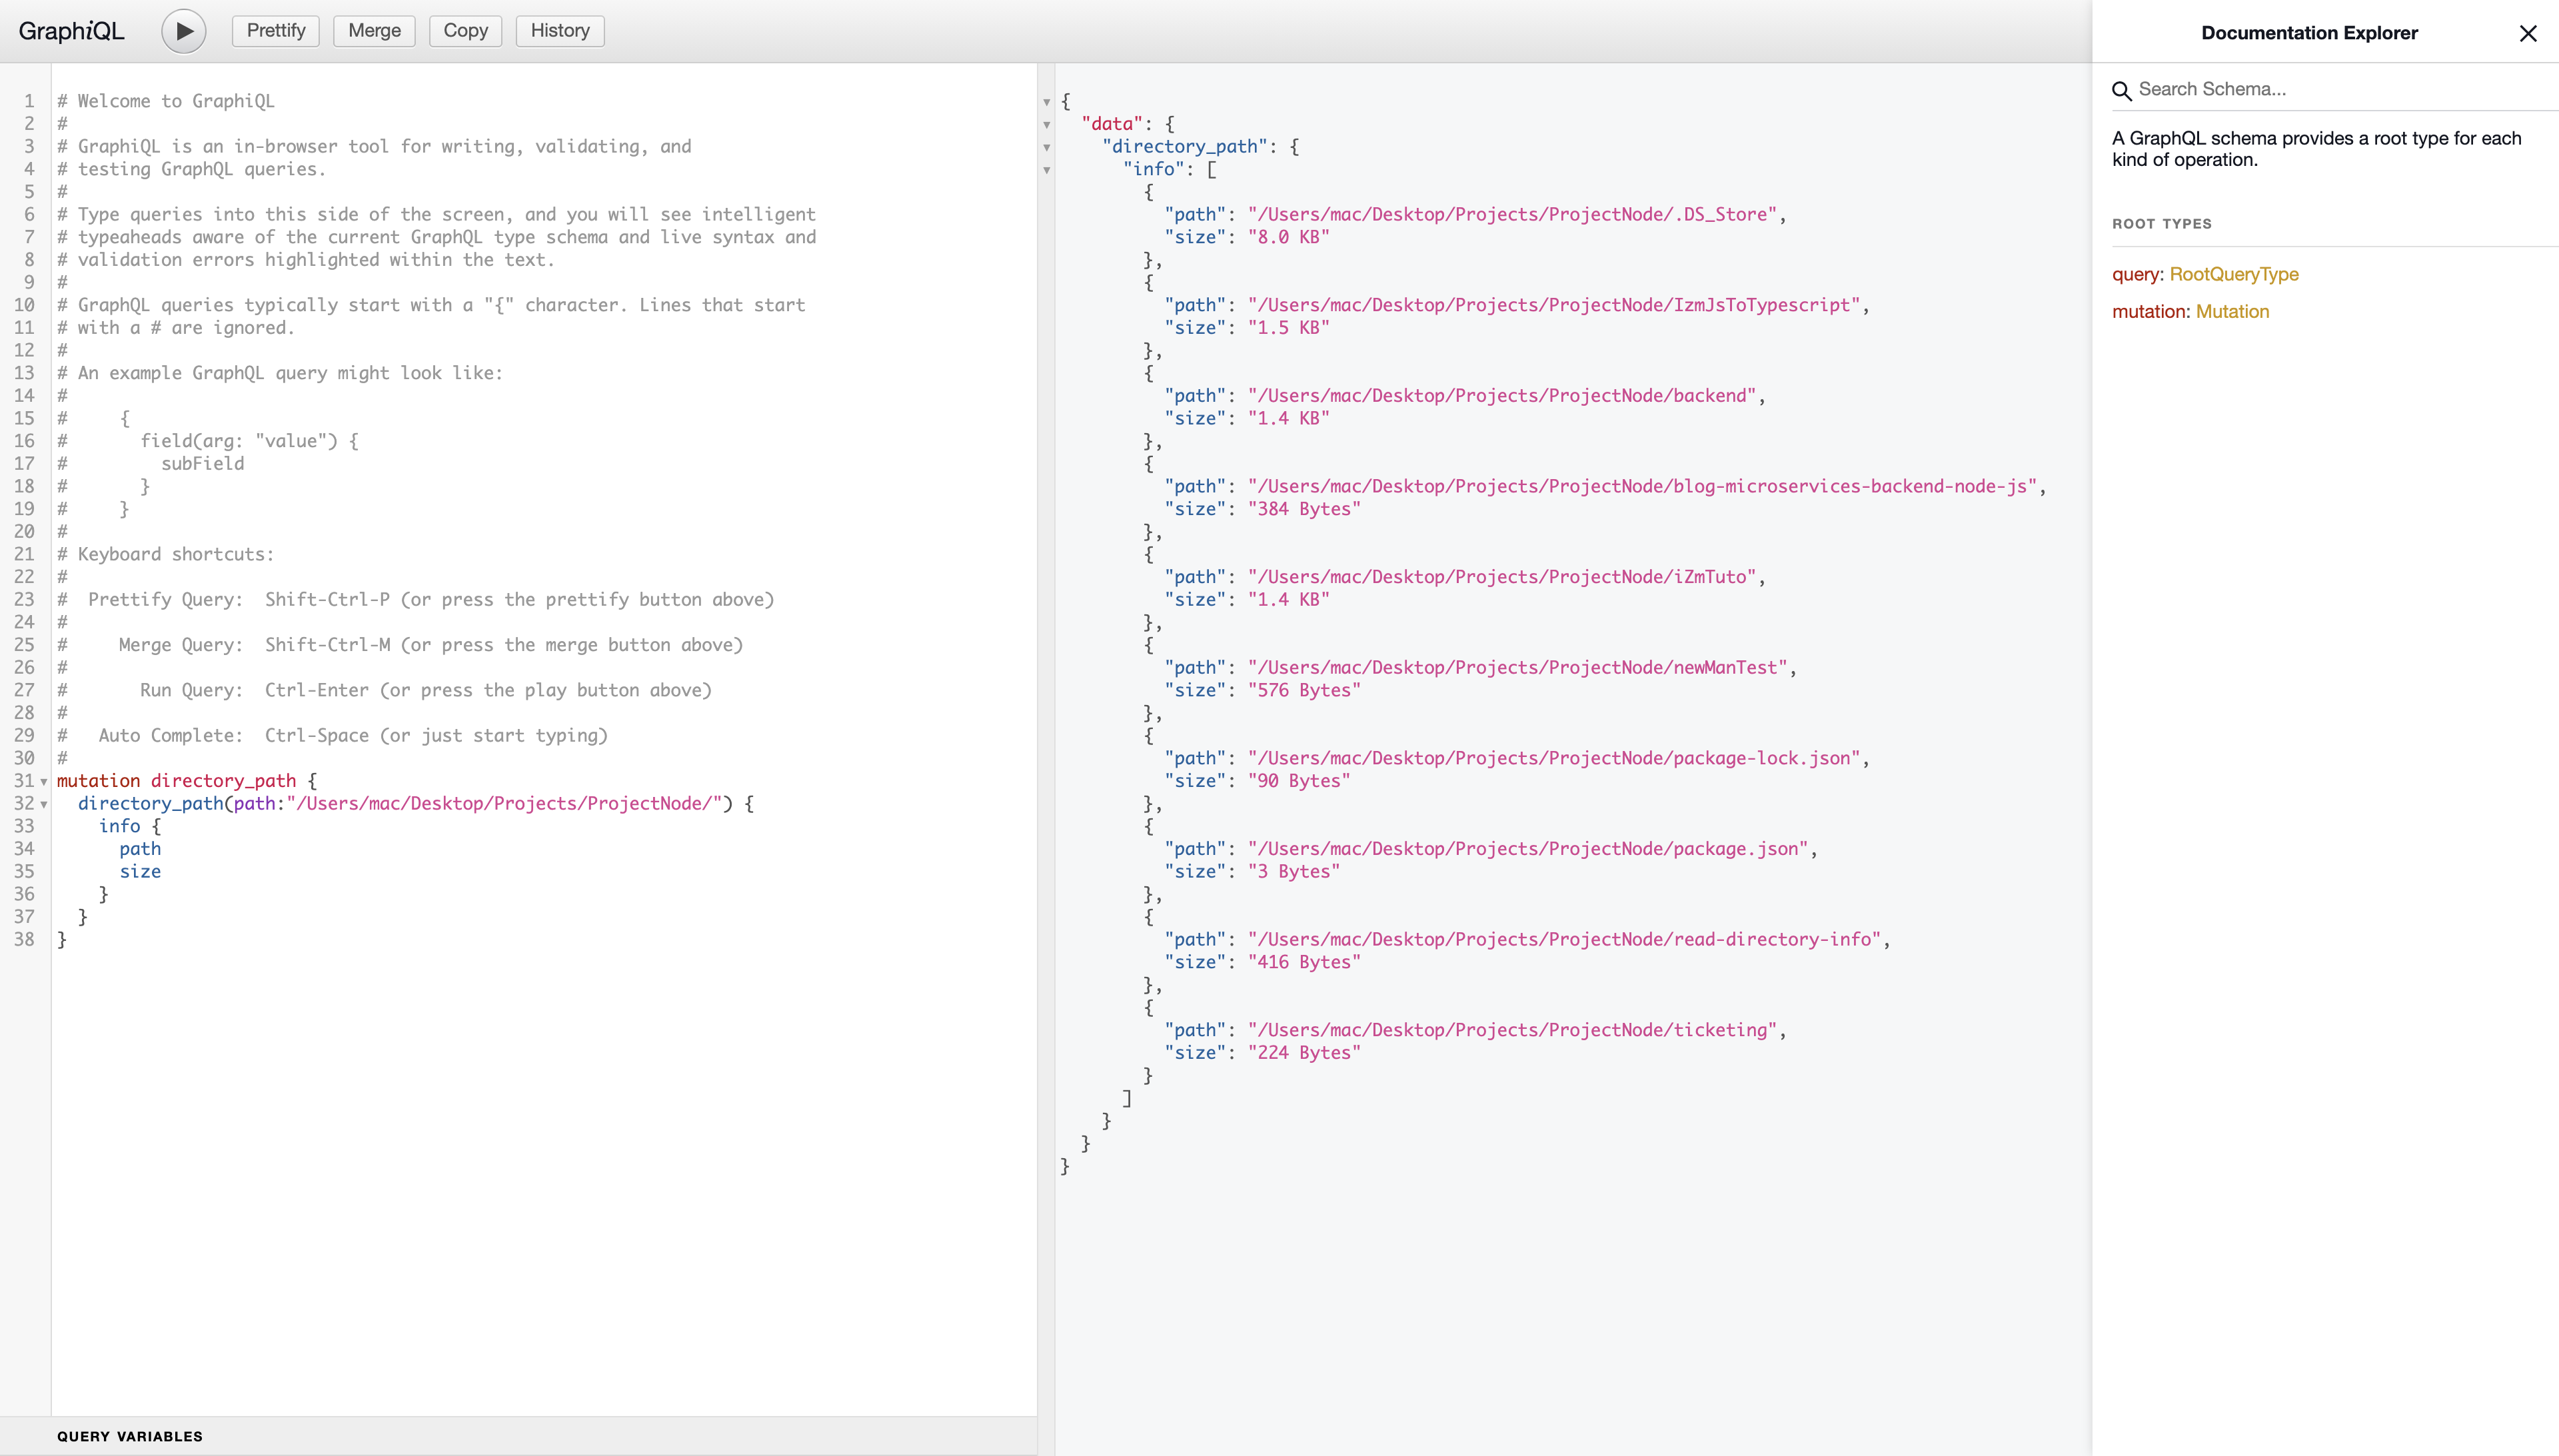 GraphiQL
Prettify
Merge
Copy
History
1 # Welcome to GraphiQL
2 #
3 # GraphiQL is an in-browser tool for writing, validating, and
4 # testing GraphQL queries.
5 #
6 # Type queries into this side of the screen, and you will see intelligent
7 # typeaheads aware of the current GraphQL type schema and live syntax and
8 # validation errors highlighted within the text.
9 #
10 # GraphQL queries typically start with a "{" character. Lines that start
11 # with a # are ignored.
12 #
13 # An example GraphQL query might look like:
14 #
15 #     {
16 #       field(arg: "value") {
17 #         subField
18 #       }
19 #     }
20 #
21 # Keyboard shortcuts:
22 #
23 #  Prettify Query:  Shift-Ctrl-P (or press the prettify button above)
24 #
25 #     Merge Query:  Shift-Ctrl-M (or press the merge button above)
26 #
27 #       Run Query:  Ctrl-Enter (or press the play button above)
28 #
29 #   Auto Complete:  Ctrl-Space (or just start typing)
30 #
31 mutation directory_path {
32   directory_path(path:"/Users/mac/Desktop/Projects/ProjectNode/") {
33     info {
34       path
35       size
36     }
37   }
38 }
QUERY VARIABLES
{
  "data": {
    "directory_path": {
      "info": [
        {
          "path": "/Users/mac/Desktop/Projects/ProjectNode/.DS_Store",
          "size": "8.0 KB"
        },
        {
          "path": "/Users/mac/Desktop/Projects/ProjectNode/IzmJsToTypescript",
          "size": "1.5 KB"
        },
        {
          "path": "/Users/mac/Desktop/Projects/ProjectNode/backend",
          "size": "1.4 KB"
        },
        {
          "path": "/Users/mac/Desktop/Projects/ProjectNode/blog-microservices-backend-node-js",
          "size": "384 Bytes"
        },
        {
          "path": "/Users/mac/Desktop/Projects/ProjectNode/iZmTuto",
          "size": "1.4 KB"
        },
        {
          "path": "/Users/mac/Desktop/Projects/ProjectNode/newManTest",
          "size": "576 Bytes"
        },
        {
          "path": "/Users/mac/Desktop/Projects/ProjectNode/package-lock.json",
          "size": "90 Bytes"
        },
        {
          "path": "/Users/mac/Desktop/Projects/ProjectNode/package.json",
          "size": "3 Bytes"
        },
        {
          "path": "/Users/mac/Desktop/Projects/ProjectNode/read-directory-info",
          "size": "416 Bytes"
        },
        {
          "path": "/Users/mac/Desktop/Projects/ProjectNode/ticketing",
          "size": "224 Bytes"
        }
      ]
    }
  }
}
Documentation Explorer
Search Schema...
A GraphQL schema provides a root type for each
kind of operation.
ROOT TYPES
query: RootQueryType
mutation: Mutation